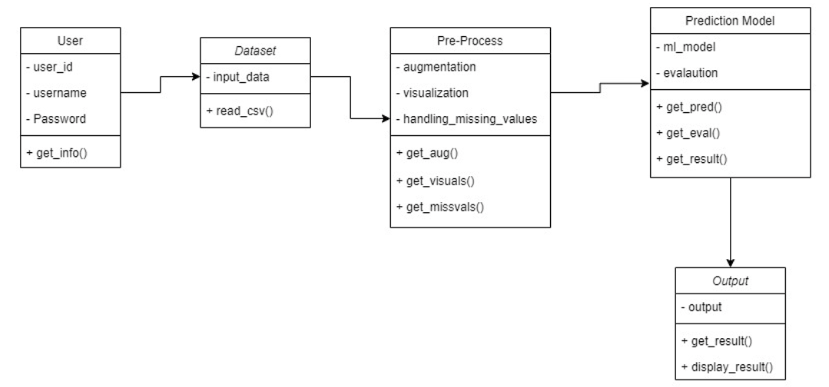 User
- user_id
- username
- Password
+ get_info()
Dataset
- input_data
+ read_csv()
Pre-Process
- augmentation
- visualization
- handling_missing_values
+ get_aug()
+ get_visuals()
+ get_missvals()
Prediction Model
- ml_model
- evalaution
+ get_pred()
+ get_eval()
+ get_result()
Output
- output
+ get_result()
+ display_result()